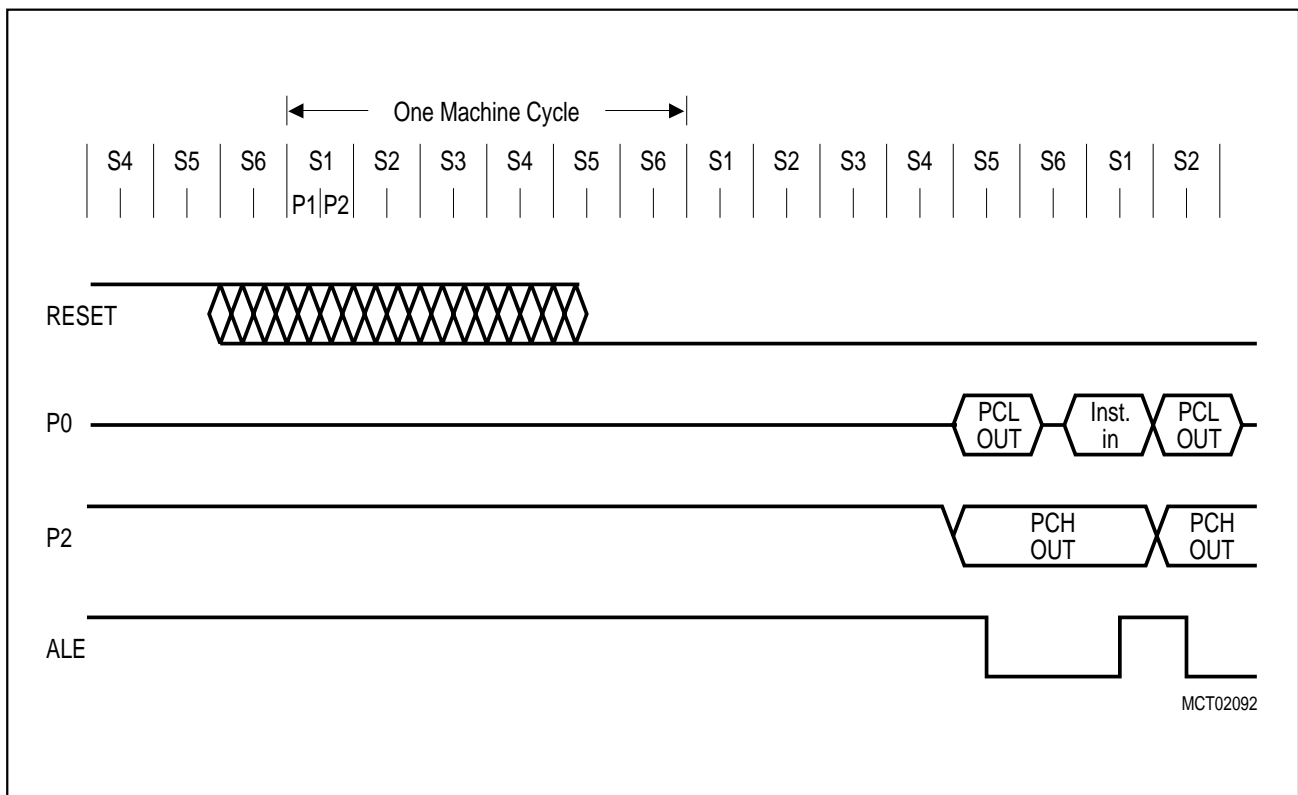 One Machine Cycle
S4 S5 S6 S1 S2 S3 S4 S5 S6 S1 S2 S3 S4 S5 S6 S1 S2
P1 P2
RESET
P0
PCL OUT
Inst. in
PCL OUT
P2
PCH OUT
PCH OUT
ALE
MCT02092